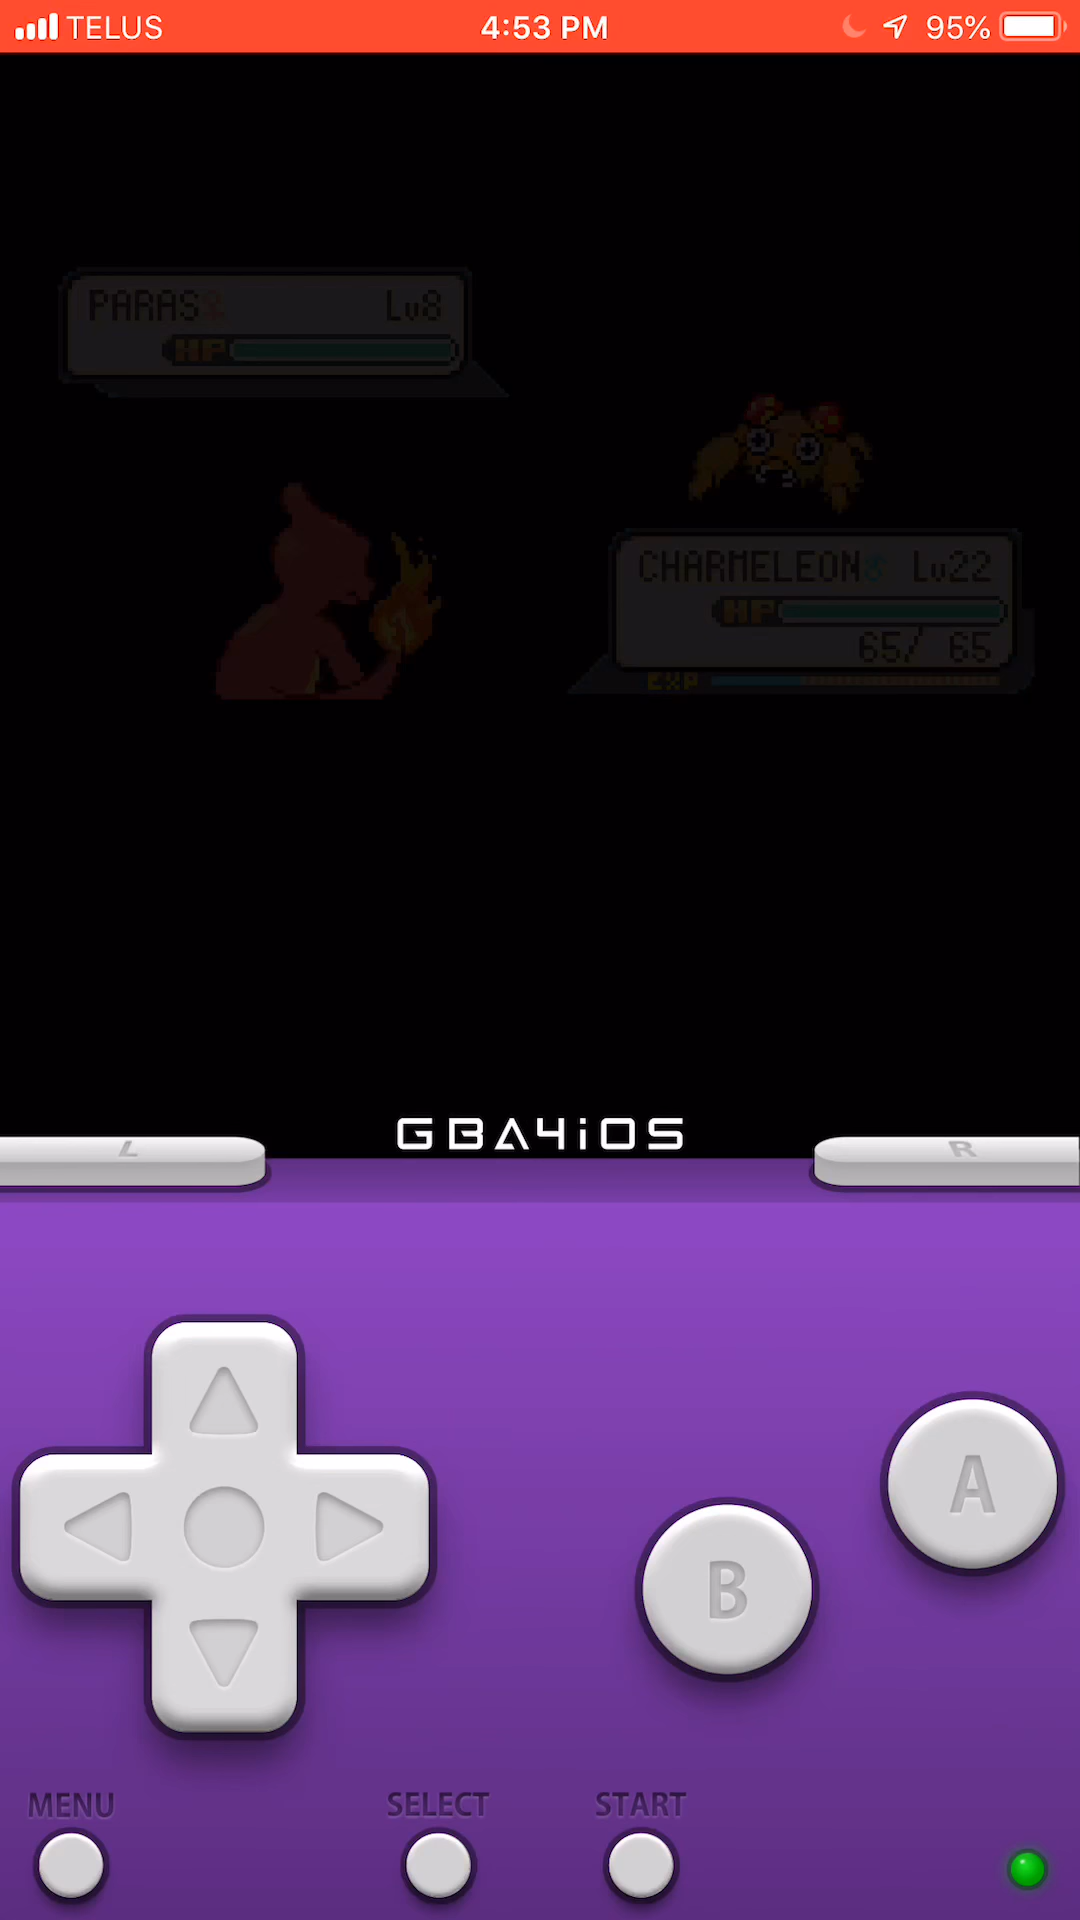 TELUS 4:53 PM 95%
PARAS♀ Lv8
HP
CHARMELEON♂ Lv22
HP
65/ 65
EXP
GBA4iOS
L R
A
B
MENU SELECT START